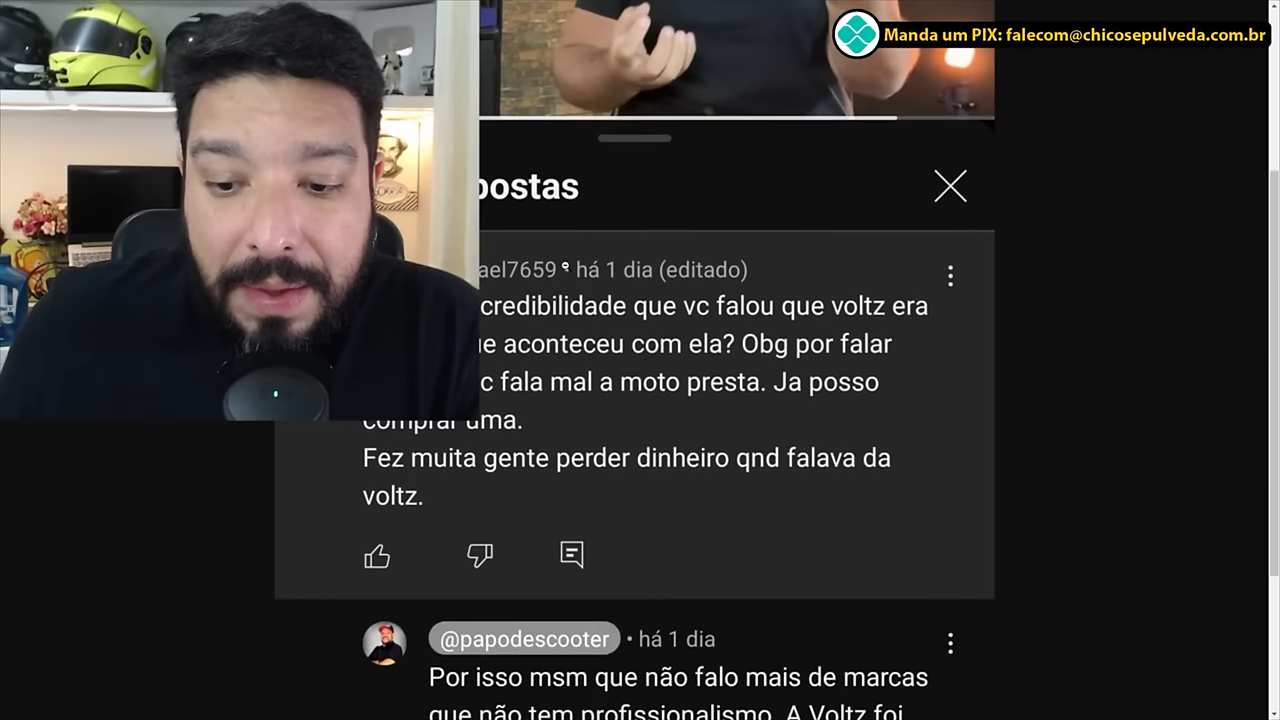 Manda um PIX: falecom@chicosepulveda.com.br
postas
ael7659 • há 1 dia (editado)
credibilidade que vc falou que voltz era
ue aconteceu com ela? Obg por falar
c fala mal a moto presta. Ja posso
comprar uma.
Fez muita gente perder dinheiro qnd falava da
voltz.
@papodescooter • há 1 dia
Por isso msm que não falo mais de marcas
que não tem profissionalismo. A Voltz foi